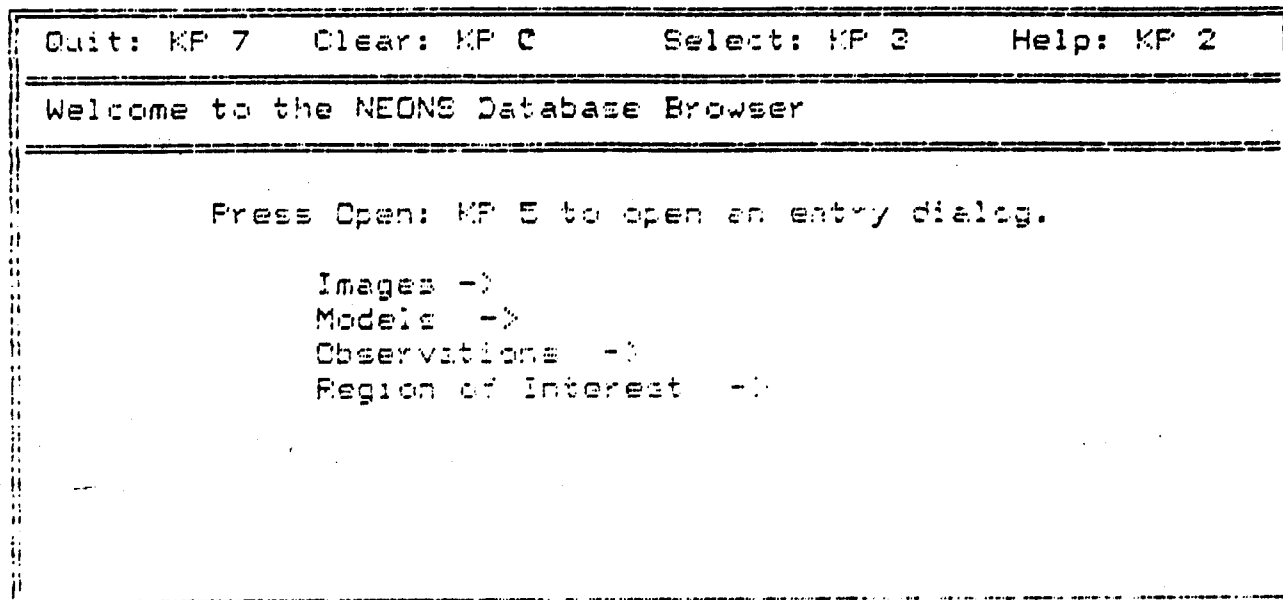 Quit: KP 7 Clear: KP 0 Select: KP 3 Help: KP 2
Welcome to the NEONS Database Browser
Press Open: KP 5 to open an entry dialog.
Images ->
Models ->
Observations ->
Region of Interest ->